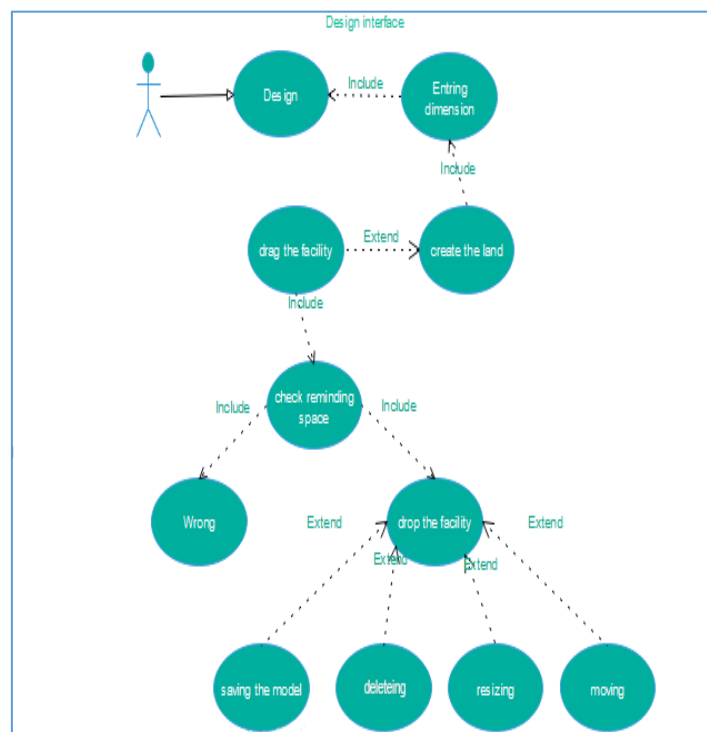 Design interface
Design
Include
Entring
dimension
Include
drag the facility
Extend
create the land
Include
check reminding
space
Include
Include
Wrong
drop the facility
Extend
Extend
Extend
Extend
saving the model
deleteing
resizing
moving